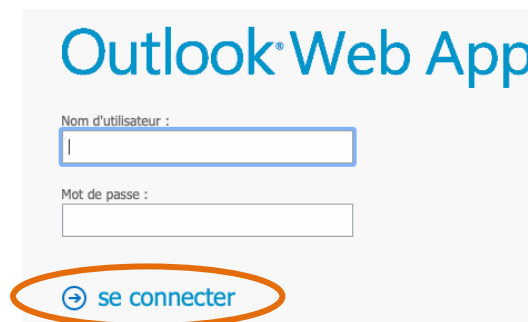 Outlook® Web App
Nom d'utilisateur :
Mot de passe :
se connecter